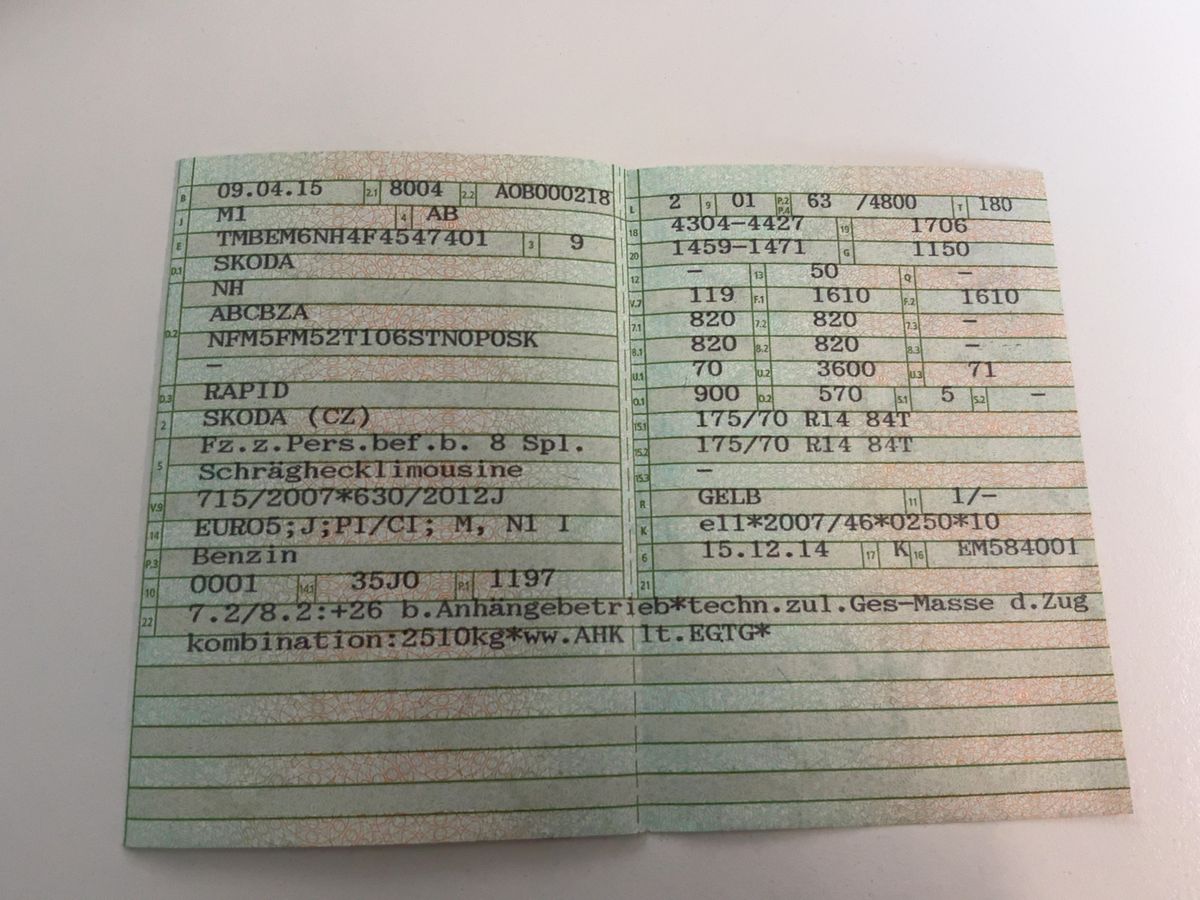 B 09.04.15 2.1 8004 2.2 AOB000218
J M1 4 AB
E TMBEM6NH4F4547401 3 9
D.1 SKODA
NH
D.2 ABCBZA
NFM5FM52T106STNOPOSK
–
D.3 RAPID
2 SKODA (CZ)
5 Fz.z.Pers.bef.b. 8 Spl.
Schräghecklimousine
V.9 715/2007*630/2012J
14 EURO5;J;PI/CI; M, N1 I
P.3 Benzin
10 0001 14.1 35J0 P.1 1197
L 2 9 01 P.2 P.4 63 /4800 T 180
18 4304–4427 19 1706
20 1459–1471 G 1150
12 – 13 50 Q –
V.7 119 F.1 1610 F.2 1610
7.1 820 7.2 820 7.3 –
8.1 820 8.2 820 8.3 –
U.1 70 U.2 3600 U.3 71
O.1 900 O.2 570 S.1 5 S.2 –
15.1 175/70 R14 84T
15.2 175/70 R14 84T
15.3 –
R GELB 11 1/–
K e11*2007/46*0250*10
6 15.12.14 17 K 16 EM584001
21
22 7.2/8.2:+26 b.Anhängebetrieb*techn.zul.Ges-Masse d.Zug
kombination:2510kg*ww.AHK lt.EGTG*